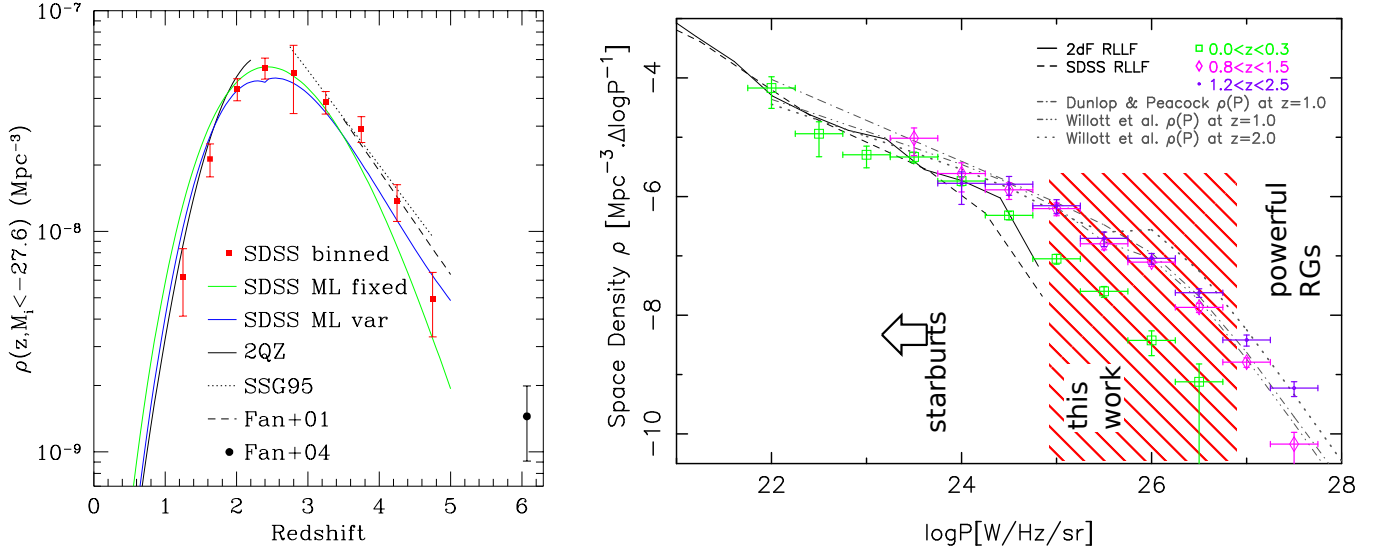 10⁻⁷
10⁻⁸
10⁻⁹
ρ(z,Mᵢ<−27.6) (Mpc⁻³)
SDSS binned
SDSS ML fixed
SDSS ML var
2QZ
SSG95
Fan+01
Fan+04
0 1 2 3 4 5 6
Redshift
Space Density ρ [Mpc⁻³.ΔlogP⁻¹]
−4
−6
−8
−10
2dF RLLF
SDSS RLLF
0.0<z<0.3
0.8<z<1.5
1.2<z<2.5
Dunlop & Peacock ρ(P) at z=1.0
Willott et al. ρ(P) at z=1.0
Willott et al. ρ(P) at z=2.0
starburts
this
work
powerful
RGs
22 24 26 28
logP[W/Hz/sr]